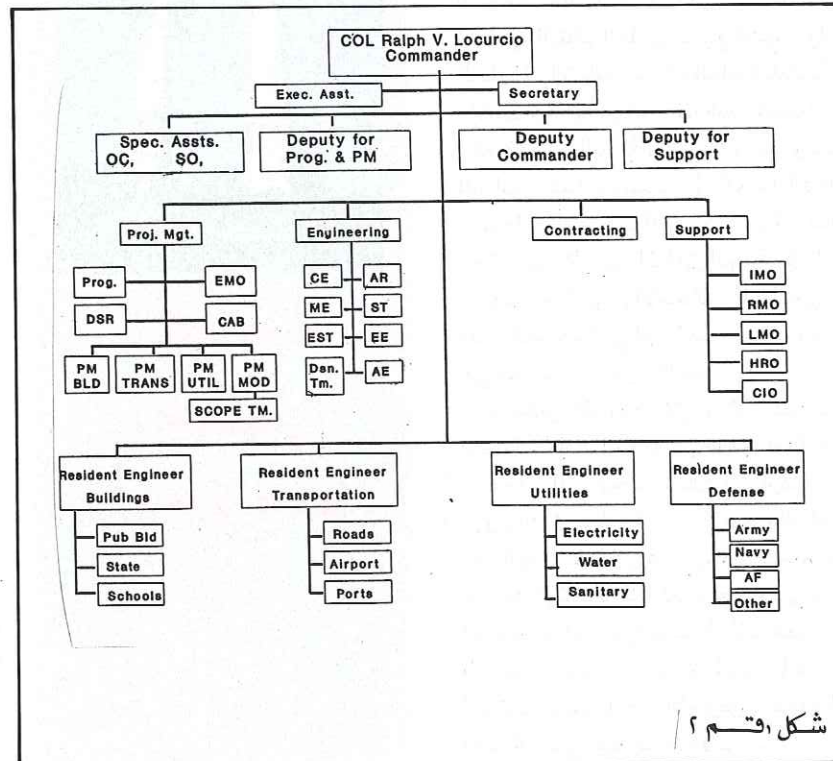 COL Ralph V. Locurcio
Commander
Exec. Asst.
Secretary
Spec. Assts.
OC, SO,
Deputy for
Prog. & PM
Deputy
Commander
Deputy for
Support
Proj. Mgt.
Engineering
Contracting
Support
Prog.
EMO
DSR
CAB
PM
BLD
PM
TRANS
PM
UTIL
PM
MOD
SCOPE TM.
CE
AR
ME
ST
EST
EE
Dsn.
Tm.
AE
IMO
RMO
LMO
HRO
CIO
Resident Engineer
Buildings
Pub Bld
State
Schools
Resident Engineer
Transportation
Roads
Airport
Ports
Resident Engineer
Utilities
Electricity
Water
Sanitary
Resident Engineer
Defense
Army
Navy
AF
Other
شكل رقم ٢